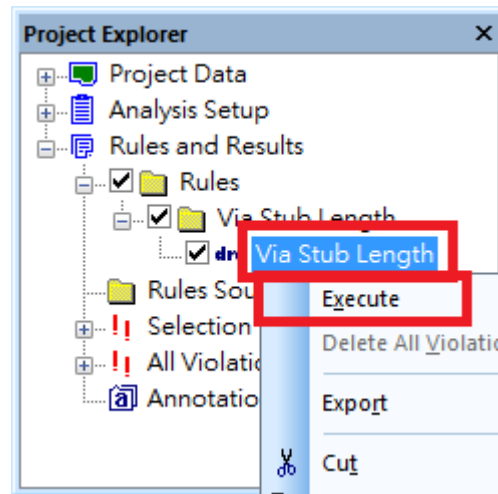 Project Explorer
Project Data
Analysis Setup
Rules and Results
Rules
Via Stub Length
Via Stub Length
Rules Sou
Execute
Selection
Delete All Violatio
All Violatio
Annotatio
Export
Cut